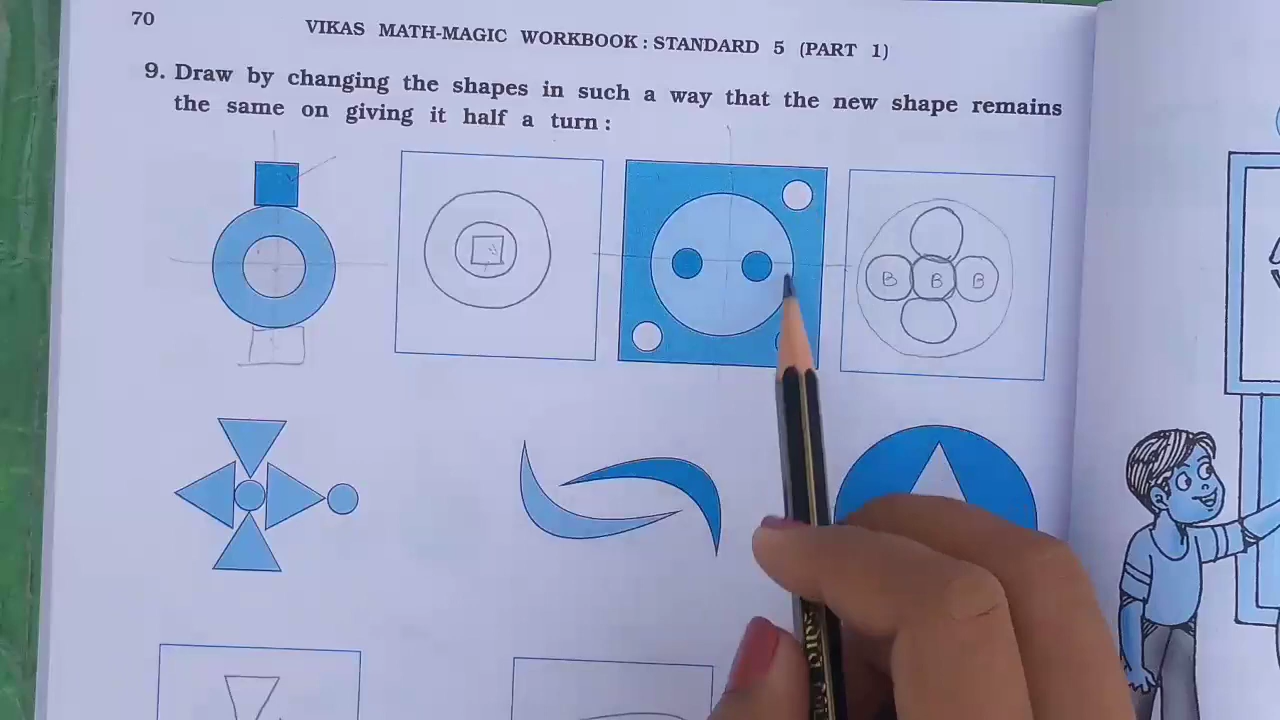 70
VIKAS MATH-MAGIC WORKBOOK : STANDARD 5 (PART 1)
9. Draw by changing the shapes in such a way that the new shape remains
the same on giving it half a turn :
B B B